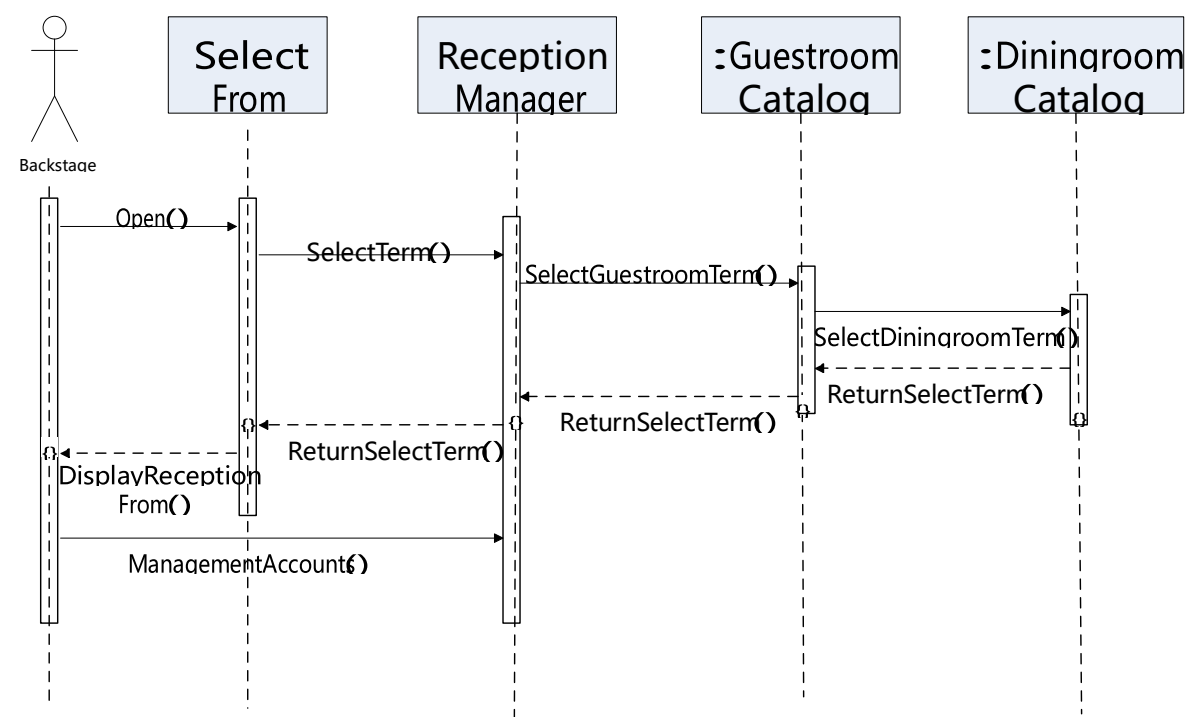 Select
From
Reception
Manager
:Guestroom
Catalog
:Diningroom
Catalog
Backstage
Open()
SelectTerm()
SelectGuestroomTerm()
SelectDiningroomTerm()
ReturnSelectTerm()
{}
ReturnSelectTerm()
{}
{}
{}
ReturnSelectTerm()
{}
DisplayReception
From()
ManagementAccounts()